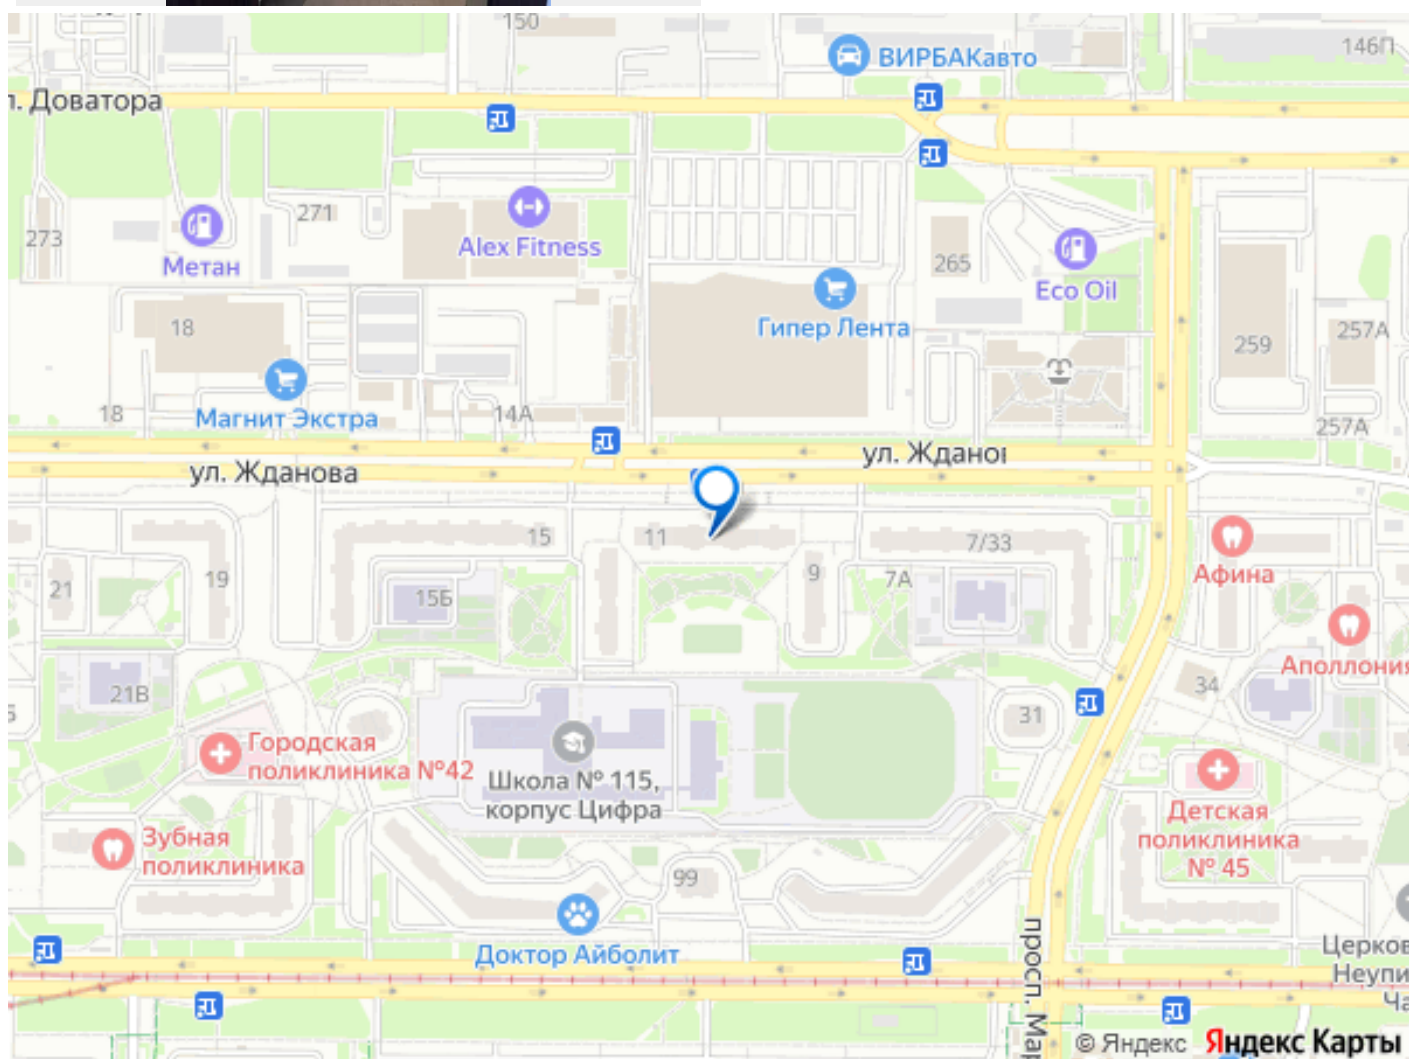 150
146П
ВИРБАКавто
л. Доватора
271
273
Alex Fitness
Метан
265
Eco Oil
18
Гипер Лента
257А
259
18
Магнит Экстра
14А
257А
ул. Жданова
ул. Ждано
15
11
7/33
9
7А
Афина
19
21
15Б
Аполлония
21В
34
31
Городская
поликлиника №42
Школа № 115,
корпус Цифра
Детская
поликлиника
№ 45
Зубная
поликлиника
99
Доктор Айболит
просп. Мар
Церков
Неупи
Ча
© Яндекс Яндекс Карты